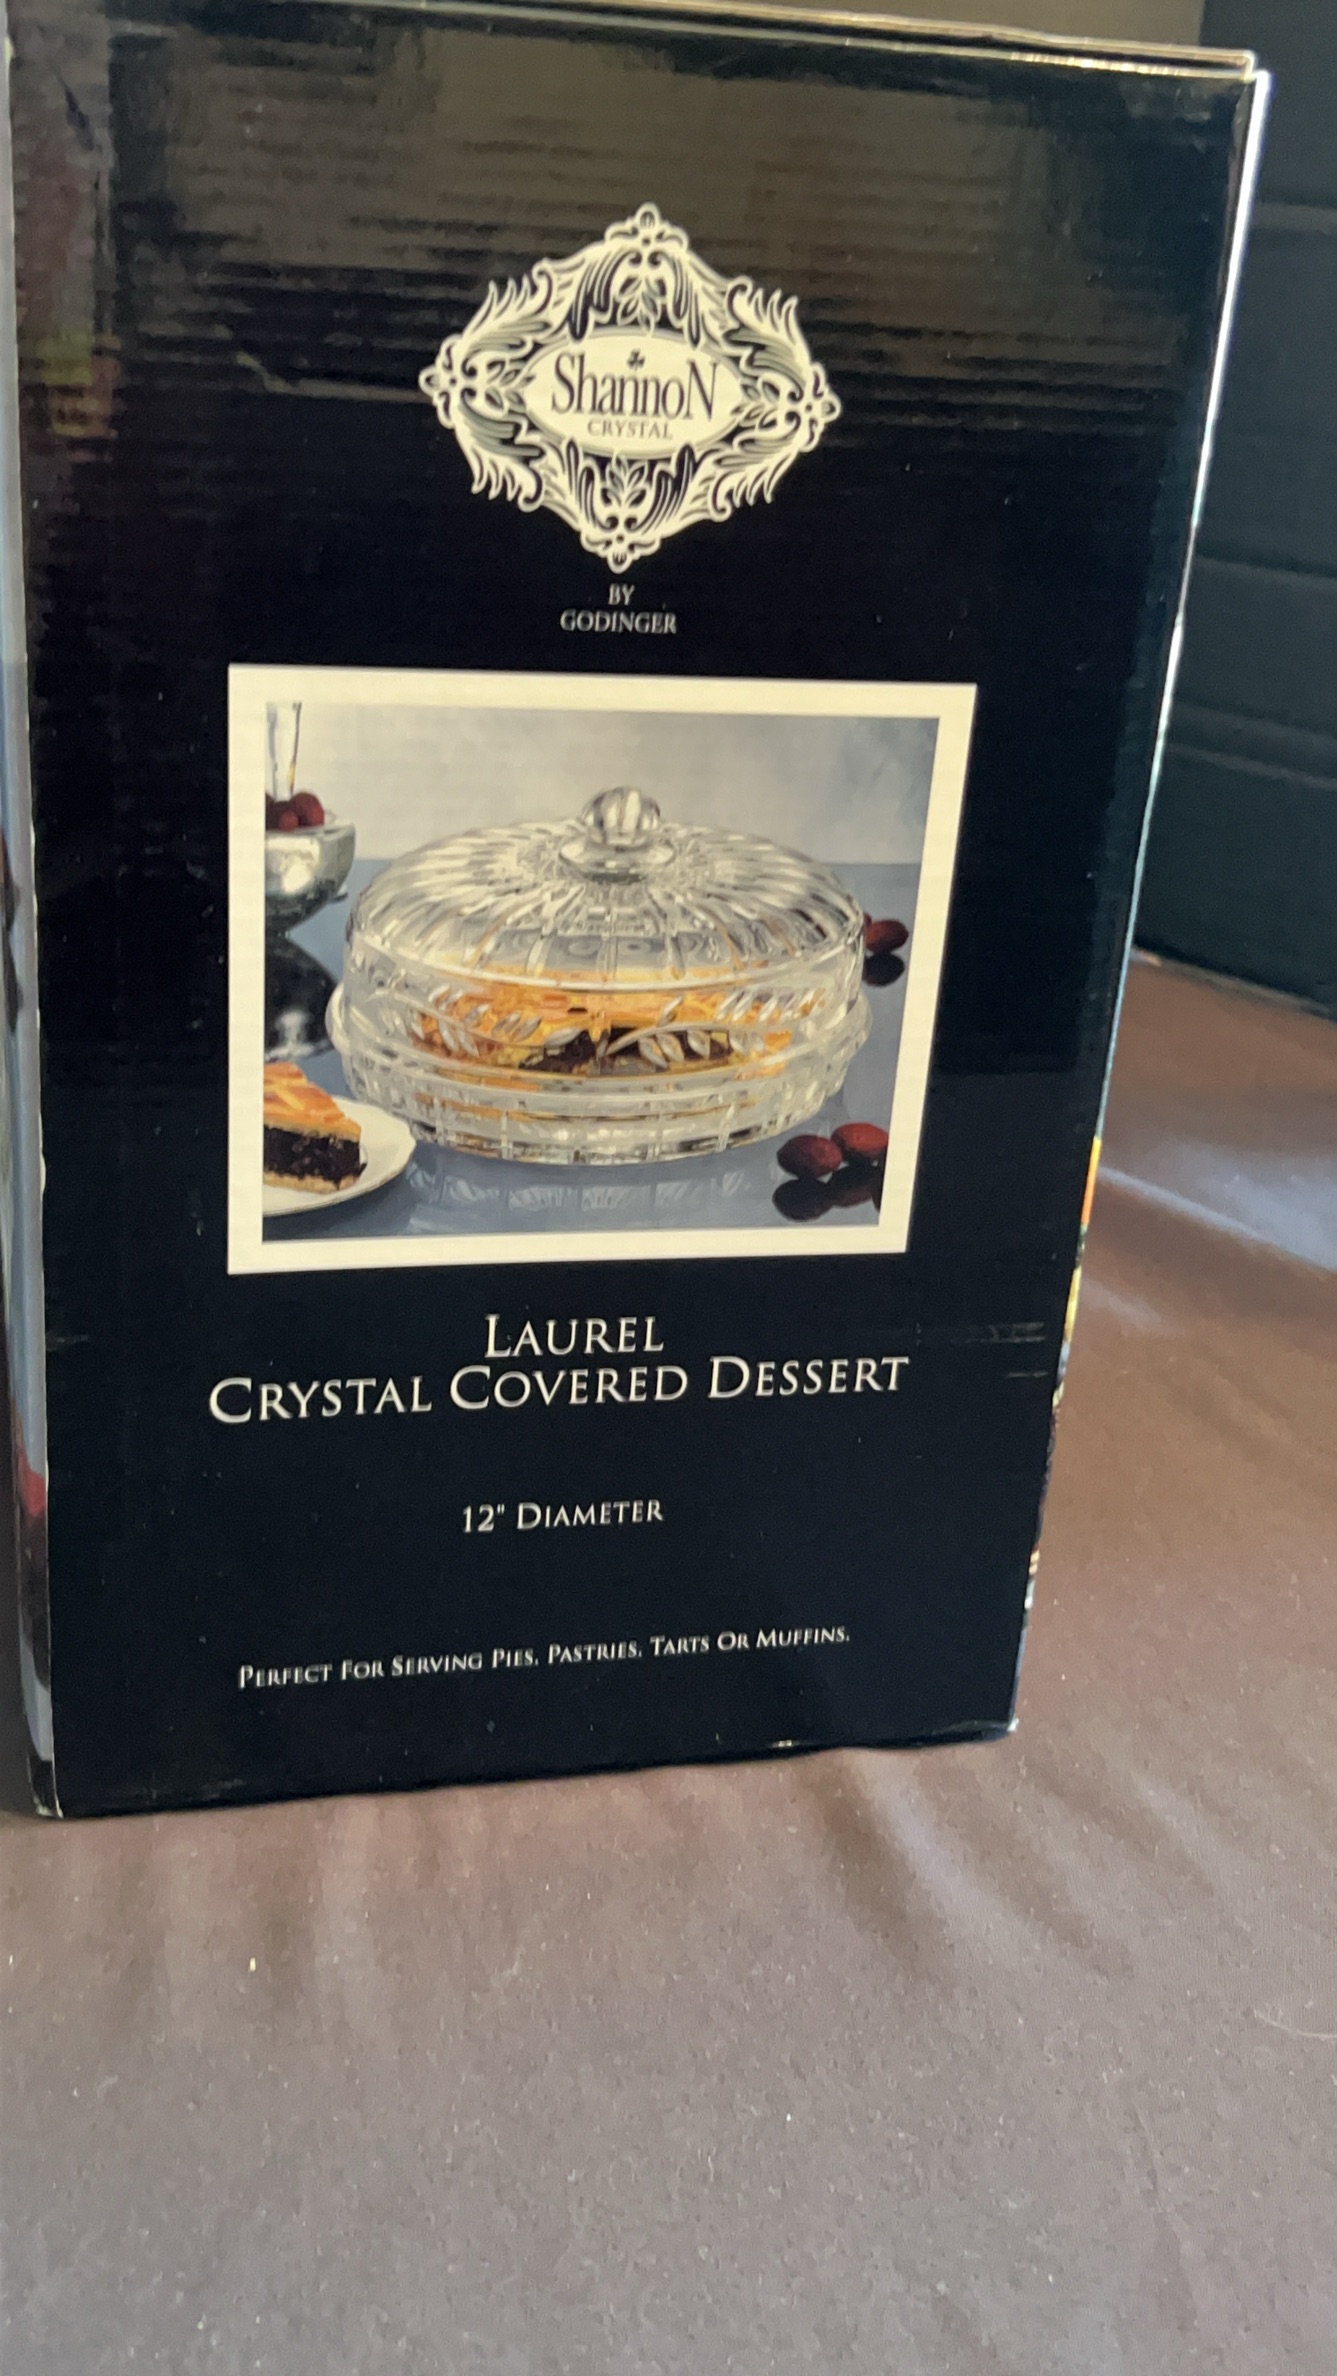 ShannoN
CRYSTAL
BY
GODINGER
LAUREL
CRYSTAL COVERED DESSERT
12" DIAMETER
PERFECT FOR SERVING PIES, PASTRIES, TARTS OR MUFFINS.